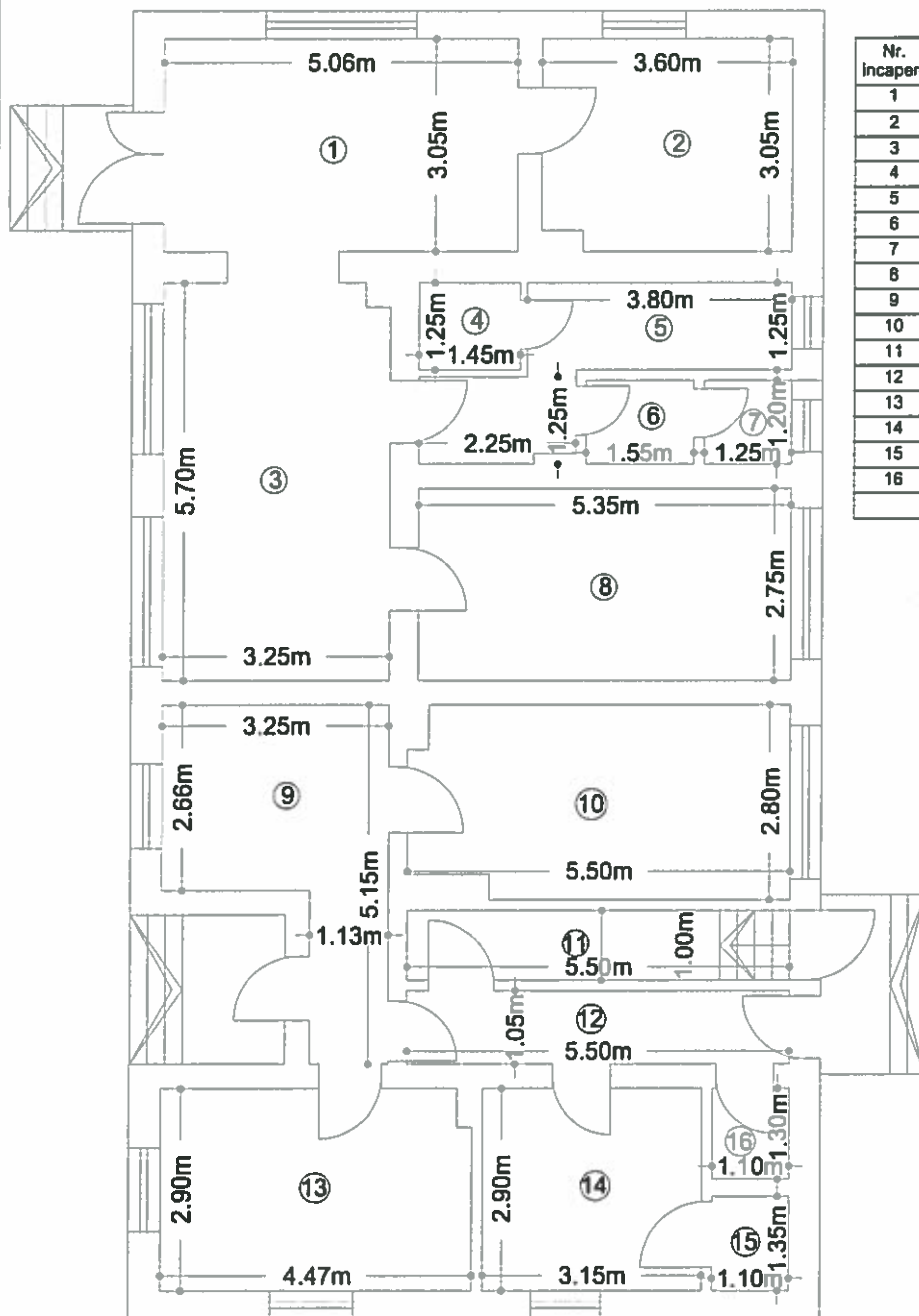 5.06m
3.60m
3.05m
3.05m
1
2
1.25m
4
1.45m
3.80m
5
1.25m
2.25m
1.25m
6
1.55m
7
1.25m
1.20m
5.70m
3
3.25m
5.35m
8
2.75m
3.25m
2.66m
9
5.15m
10
5.50m
2.80m
1.13m
11
5.50m
1.00m
12
1.05m
5.50m
2.90m
13
4.47m
2.90m
14
3.15m
16
1.10m
1.30m
15
1.10m
1.35m
Nr.
incaper
1
2
3
4
5
6
7
8
9
10
11
12
13
14
15
16